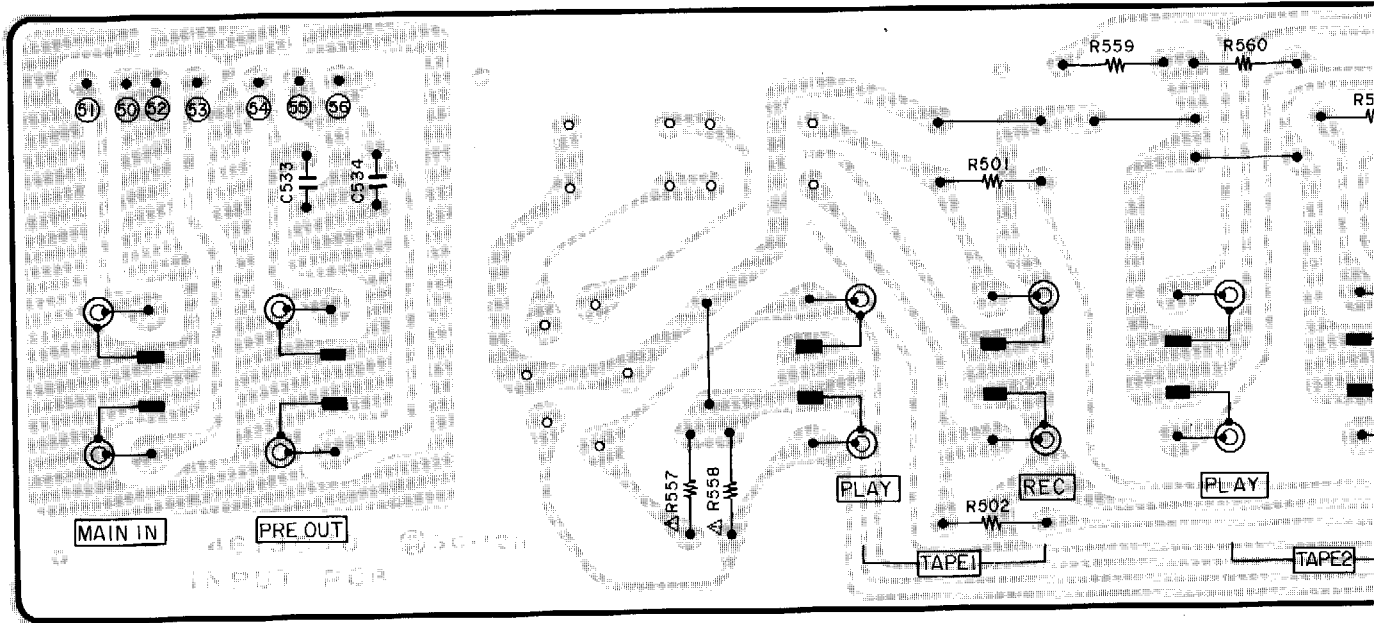 R559
R560
51
50
52
53
54
55
56
C533
C534
R501
R557
R558
PLAY
REC
PLAY
MAIN IN
PRE OUT
R502
TAPE1
TAPE2
INPUT PCB